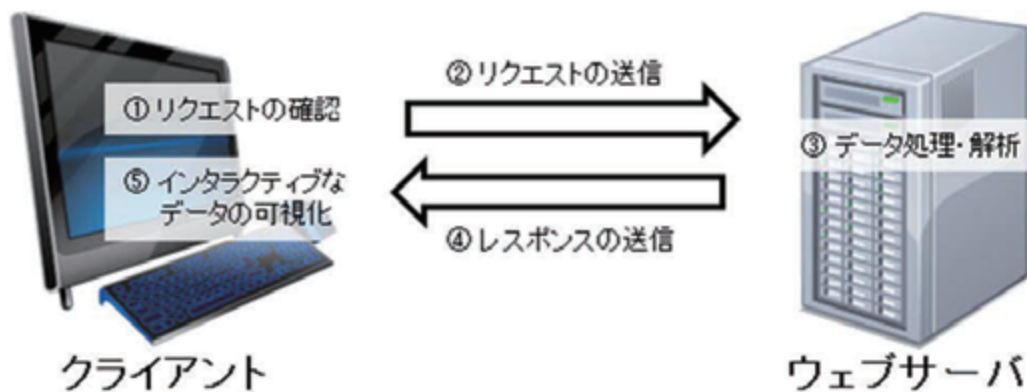 ① リクエストの確認
② リクエストの送信
③ データ処理・解析
④ レスポンスの送信
⑤ インタラクティブな
データの可視化
クライアント
ウェブサーバ